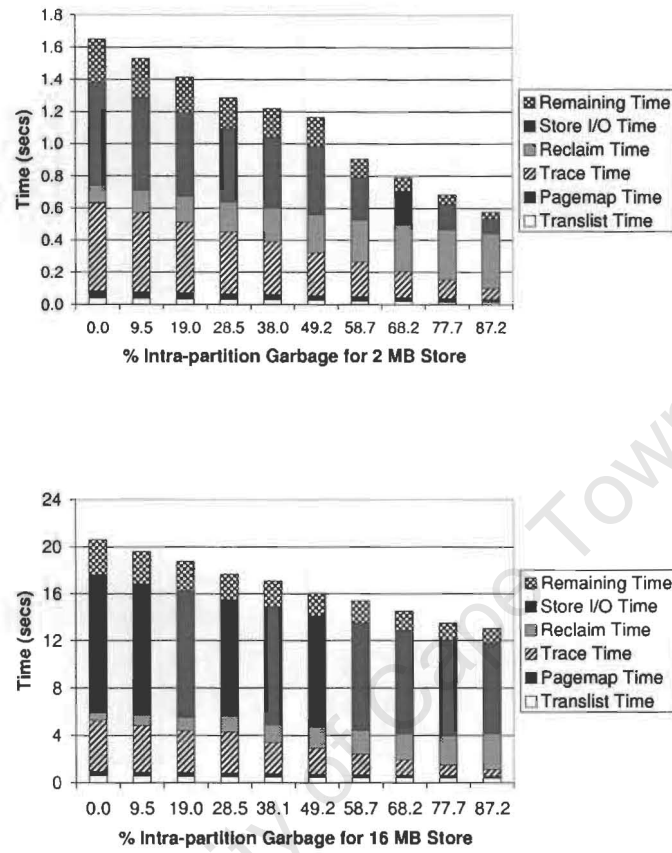 1.8
1.6
1.4
1.2
1.0
0.8
0.6
0.4
0.2
0.0
Time (secs)
0.0 9.5 19.0 28.5 38.0 49.2 58.7 68.2 77.7 87.2
% Intra-partition Garbage for 2 MB Store
Remaining Time
Store I/O Time
Reclaim Time
Trace Time
Pagemap Time
Translist Time
24
20
16
12
8
4
0
Time (secs)
0.0 9.5 19.0 28.5 38.1 49.2 58.7 68.2 77.7 87.2
% Intra-partition Garbage for 16 MB Store
Remaining Time
Store I/O Time
Reclaim Time
Trace Time
Pagemap Time
Translist Time
ity of Cape Town